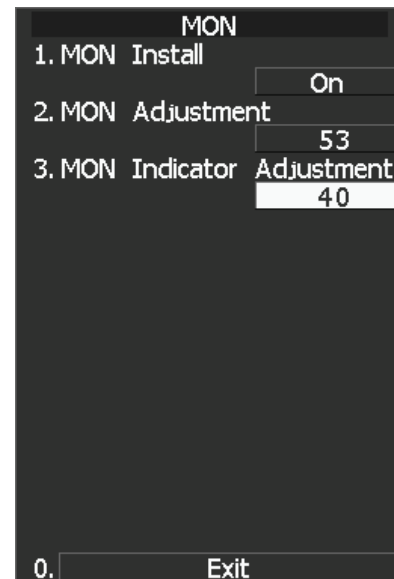 MON
1. MON Install
On
2. MON Adjustment
53
3. MON Indicator Adjustment
40
0. Exit